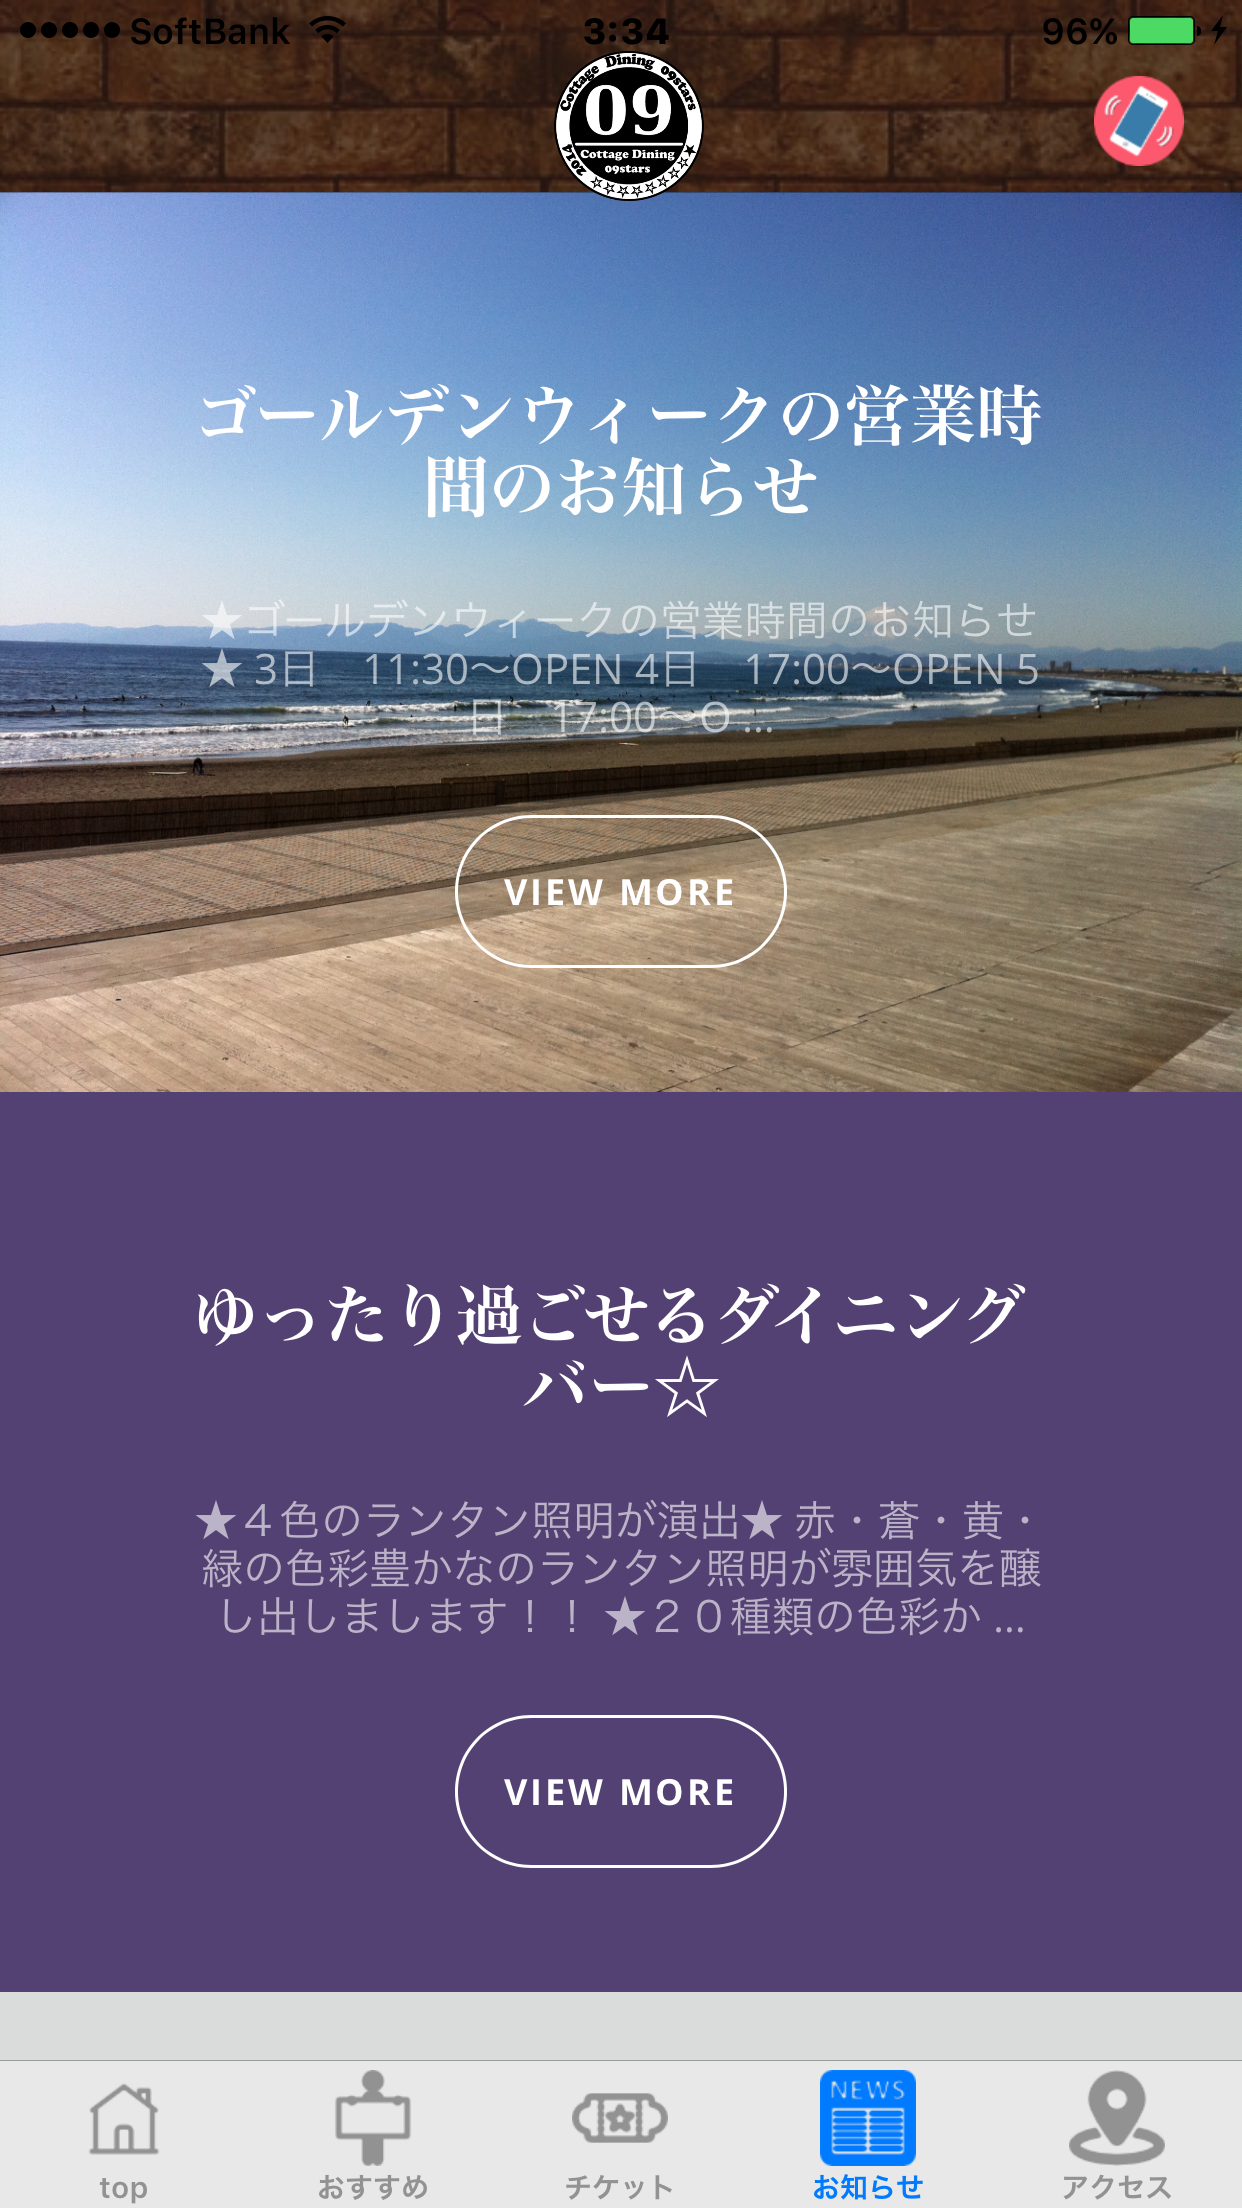 SoftBank 3:34 96%
Cottage Dining 09stars
09
Cottage Dining
09stars
2014
ゴールデンウィークの営業時
間のお知らせ
★ゴールデンウィークの営業時間のお知らせ
★ 3日　11:30〜OPEN 4日　17:00〜OPEN 5
日　17:00〜O ...
VIEW MORE
ゆったり過ごせるダイニング
バー☆
★４色のランタン照明が演出★ 赤・蒼・黄・
緑の色彩豊かなのランタン照明が雰囲気を醸
し出しまします！！ ★２０種類の色彩か ...
VIEW MORE
NEWS
top おすすめ チケット お知らせ アクセス